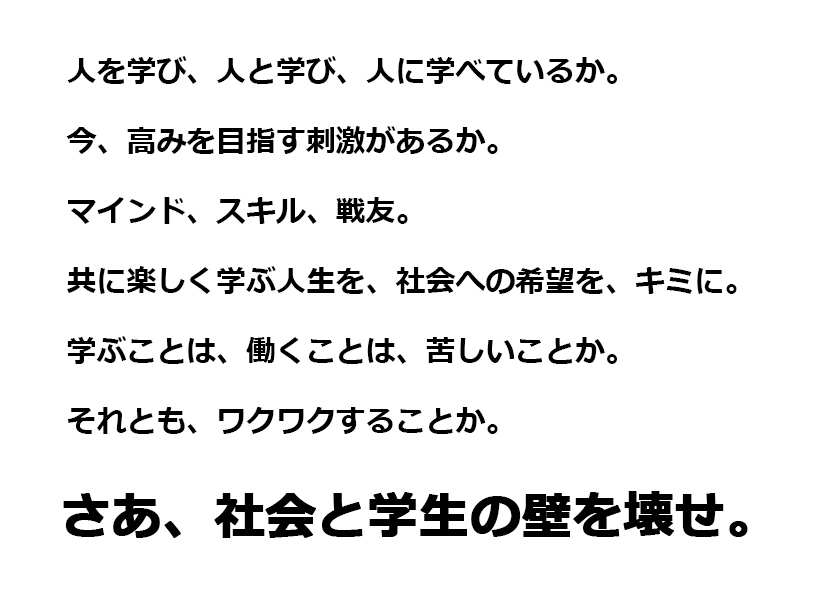 人を学び、人と学び、人に学べているか。
今、高みを目指す刺激があるか。
マインド、スキル、戦友。
共に楽しく学ぶ人生を、社会への希望を、キミに。
学ぶことは、働くことは、苦しいことか。
それとも、ワクワクすることか。
さあ、社会と学生の壁を壊せ。